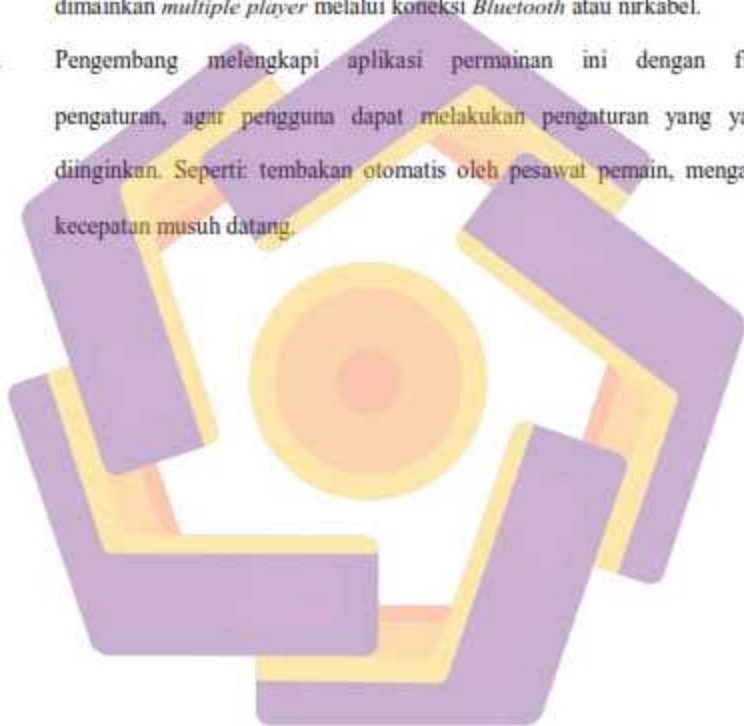 dimainkan multiple player melalui koneksi Bluetooth atau nirkabel.
Pengembang melengkapi aplikasi permainan ini dengan
pengaturan, agar pengguna dapat melakukan pengaturan yang
diinginkan. Seperti: tembakan otomatis oleh pesawat pemain,
kecepatan musuh datang.